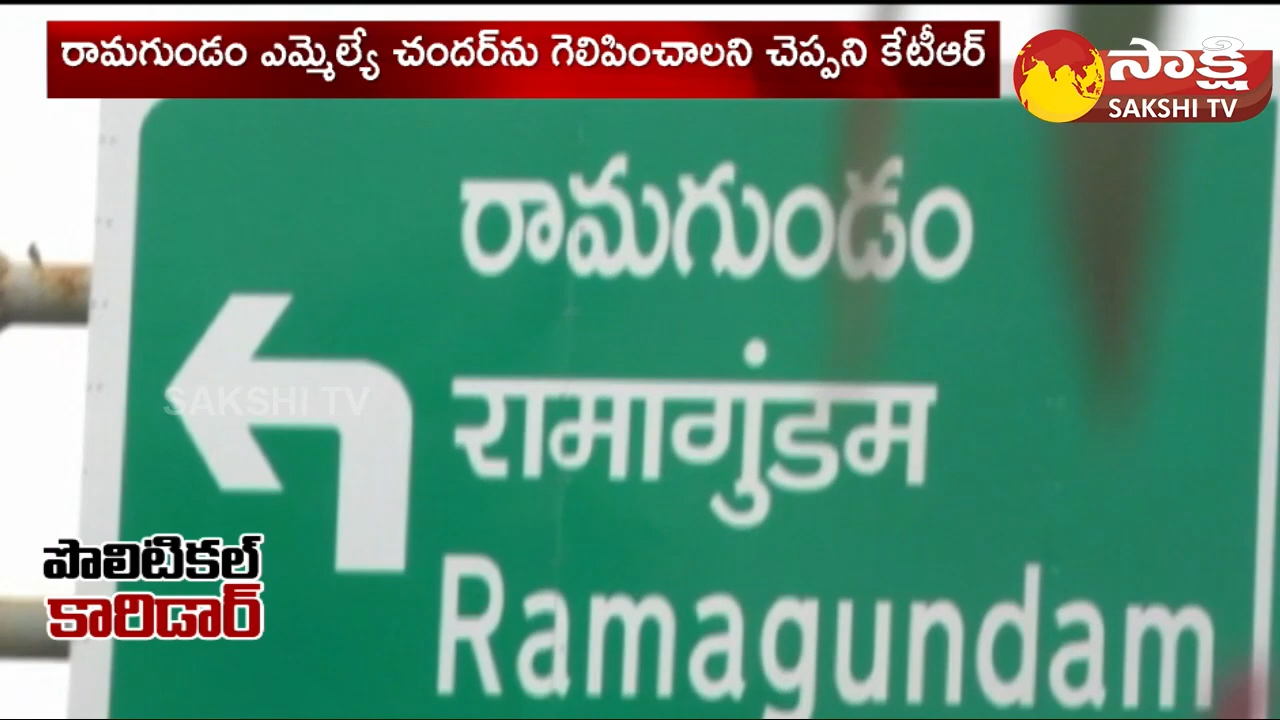 రామగుండం ఎమ్మెల్యే చందర్‌ను గెలిపించాలని చెప్పని కేటీఆర్
సాక్షి
SAKSHI TV
రామగుండం
रामागुंडम
Ramagundam
SAKSHI TV
పొలిటికల్
కారిడార్